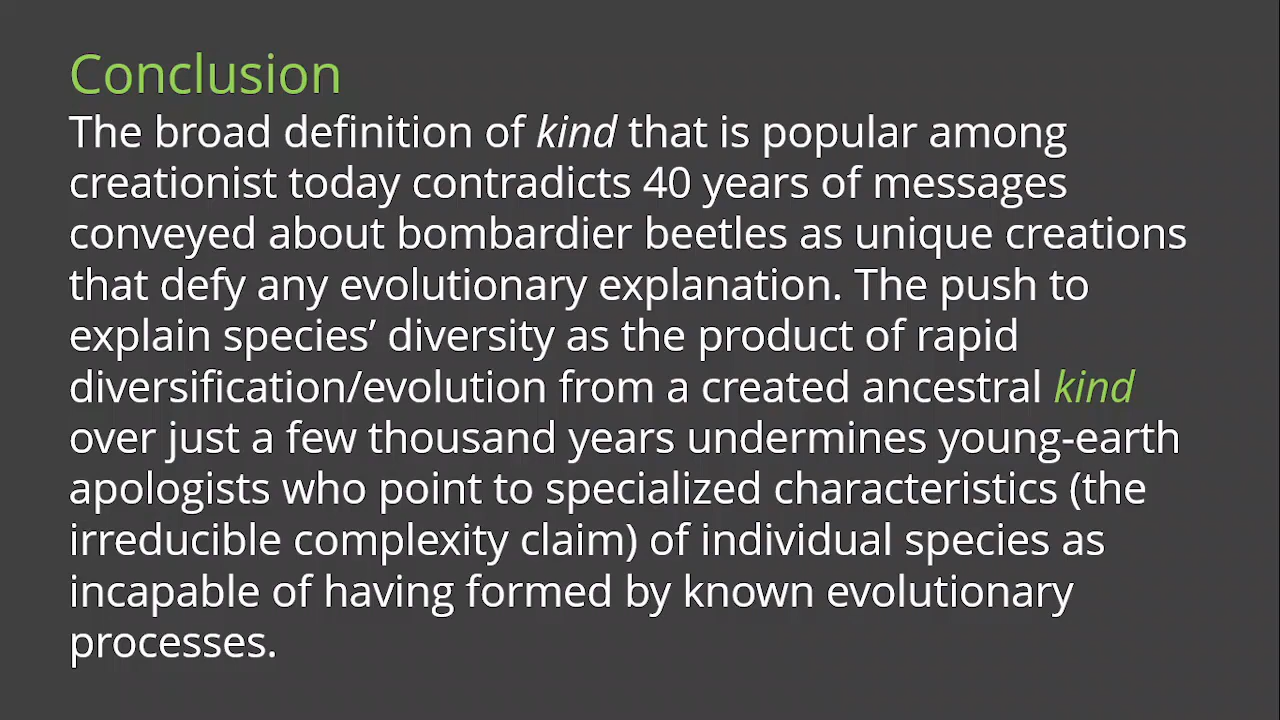 Conclusion
The broad definition of kind that is popular among
creationist today contradicts 40 years of messages
conveyed about bombardier beetles as unique creations
that defy any evolutionary explanation. The push to
explain species’ diversity as the product of rapid
diversification/evolution from a created ancestral kind
over just a few thousand years undermines young-earth
apologists who point to specialized characteristics (the
irreducible complexity claim) of individual species as
incapable of having formed by known evolutionary
processes.